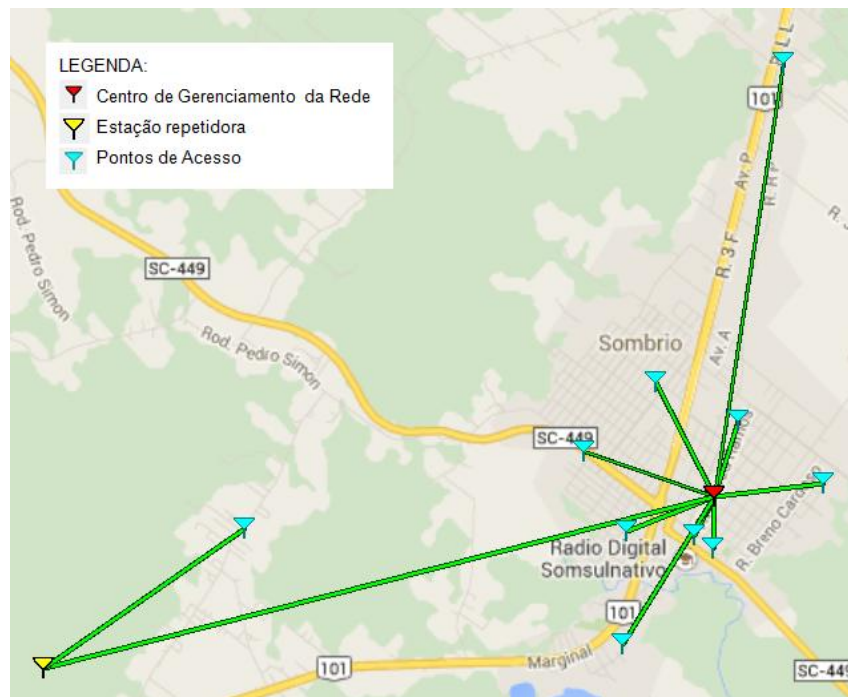 LEGENDA:
Centro de Gerenciamento da Rede
Estação repetidora
Pontos de Acesso
101
Av. P
R. R P
R. 3 F
Rod. Pedro Simon
SC-449
Rod. Pedro Simon
Av. A
Sombrio
SC-449
R. Breno Cardoso
Radio Digital
Somsulnativo
101
Marginal
101
SC-449